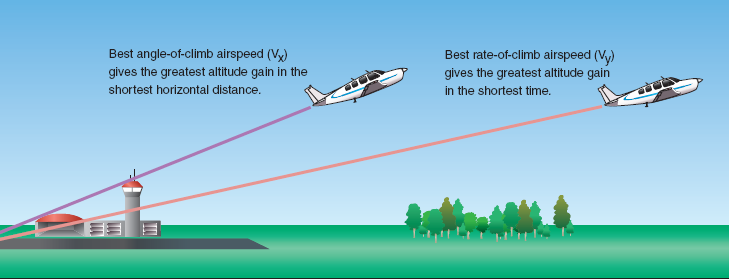 Best angle-of-climb airspeed (Vx)
gives the greatest altitude gain in the
shortest horizontal distance.
Best rate-of-climb airspeed (Vy)
gives the greatest altitude gain
in the shortest time.